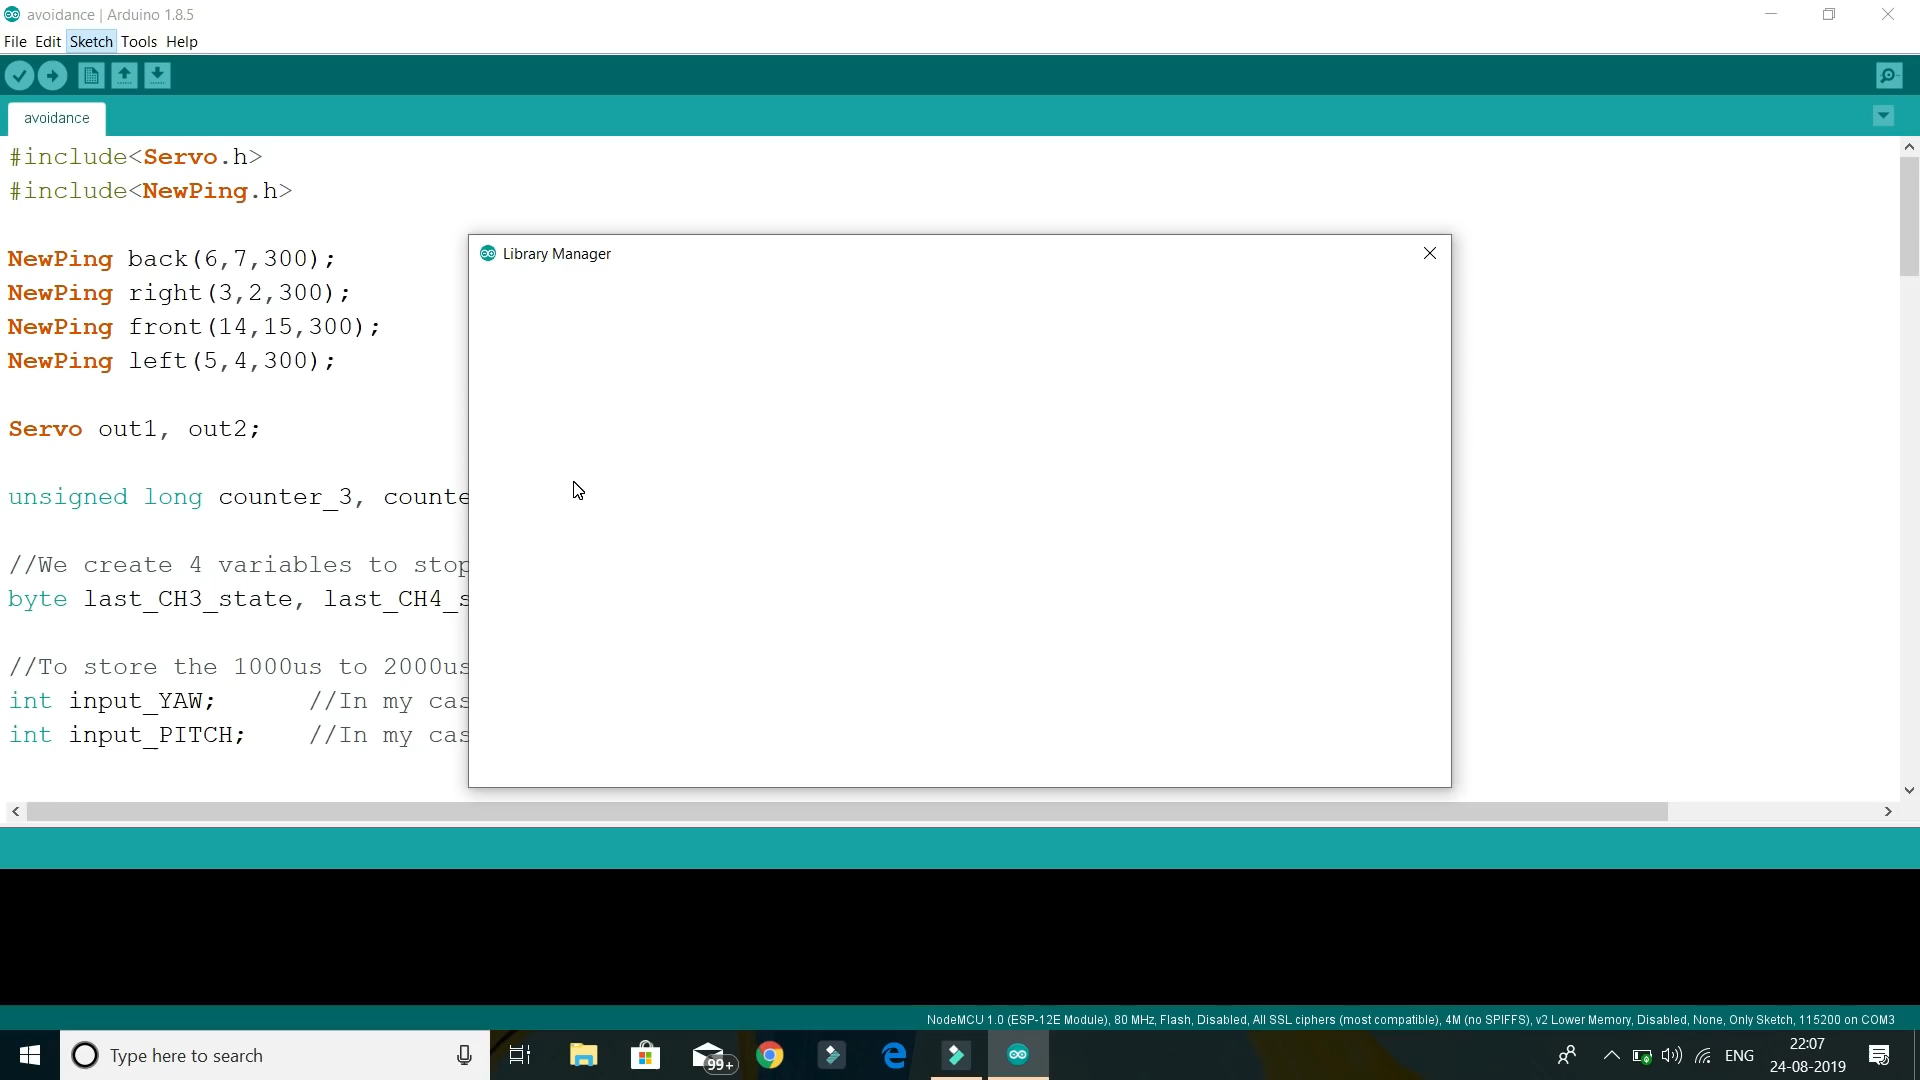 avoidance | Arduino 1.8.5
File Edit Sketch Tools Help
avoidance
#include<Servo.h>
#include<NewPing.h>
NewPing back(6,7,300);
NewPing right(3,2,300);
NewPing front(14,15,300);
NewPing left(5,4,300);
Servo out1, out2;
unsigned long counter_3, counte
//We create 4 variables to stop
byte last_CH3_state, last_CH4_s
//To store the 1000us to 2000us
int input_YAW; //In my cas
int input_PITCH; //In my cas
Library Manager
NodeMCU 1.0 (ESP-12E Module), 80 MHz, Flash, Disabled, All SSL ciphers (most compatible), 4M (no SPIFFS), v2 Lower Memory, Disabled, None, Only Sketch, 115200 on COM3
Type here to search
99+
ENG
22:07
24-08-2019